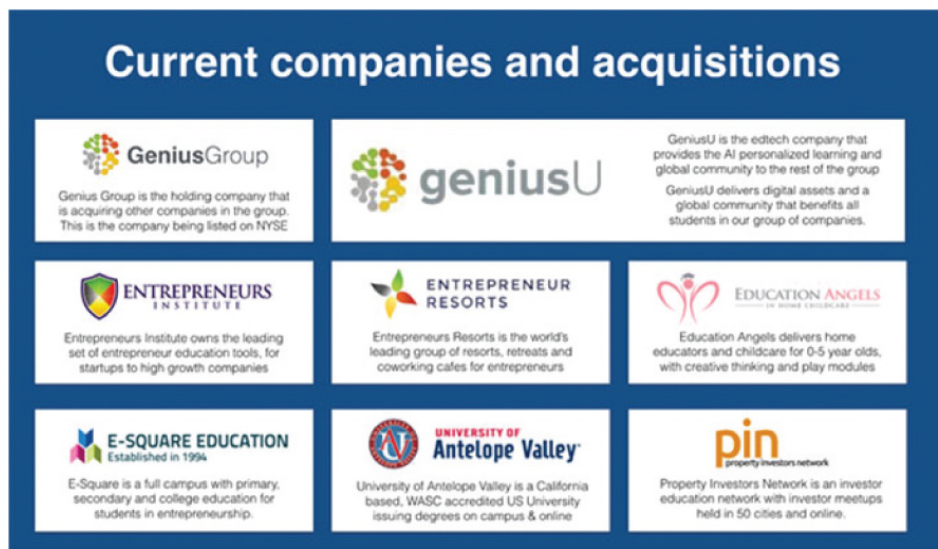 Current companies and acquisitions
GeniusGroup
Genius Group is the holding company that
is acquiring other companies in the group.
This is the company being listed on NYSE
geniusU
GeniusU is the edtech company that
provides the AI personalized learning and
global community to the rest of the group
GeniusU delivers digital assets and a
global community that benefits all
students in our group of companies.
ENTREPRENEURS
INSTITUTE
Entrepreneurs Institute owns the leading
set of entrepreneur education tools, for
startups to high growth companies
ENTREPRENEUR
RESORTS
Entrepreneurs Resorts is the world's
leading group of resorts, retreats and
coworking cafes for entrepreneurs
EDUCATION ANGELS
IN HOME CHILDCARE
Education Angels delivers home
educators and childcare for 0-5 year olds,
with creative thinking and play modules
E-SQUARE EDUCATION
Established in 1994
E-Square is a full campus with primary,
secondary and college education for
students in entrepreneurship.
UNIVERSITY OF
Antelope Valley
University of Antelope Valley is a California
based, WASC accredited US University
issuing degrees on campus & online
pin
property investors network
Property Investors Network is an investor
education network with investor meetups
held in 50 cities and online.